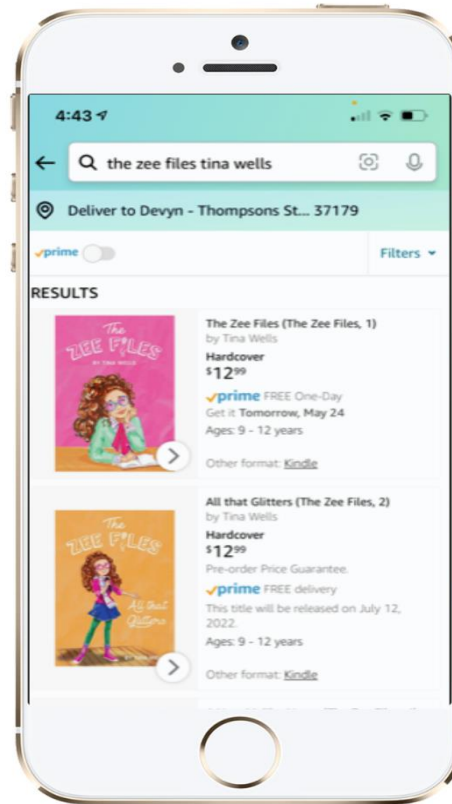 4:43
the zee files tina wells
Deliver to Devyn - Thompsons St... 37179
prime
Filters
RESULTS
The
ZEE FILES
BY TINA WELLS
The Zee Files (The Zee Files, 1)
by Tina Wells
Hardcover
$12.99
prime FREE One-Day
Get it Tomorrow, May 24
Ages: 9 - 12 years
Other format: Kindle
The
ZEE FILES
All that
Glitters
All that Glitters (The Zee Files, 2)
by Tina Wells
Hardcover
$12.99
Pre-order Price Guarantee.
prime FREE delivery
This title will be released on July 12,
2022.
Ages: 9 - 12 years
Other format: Kindle